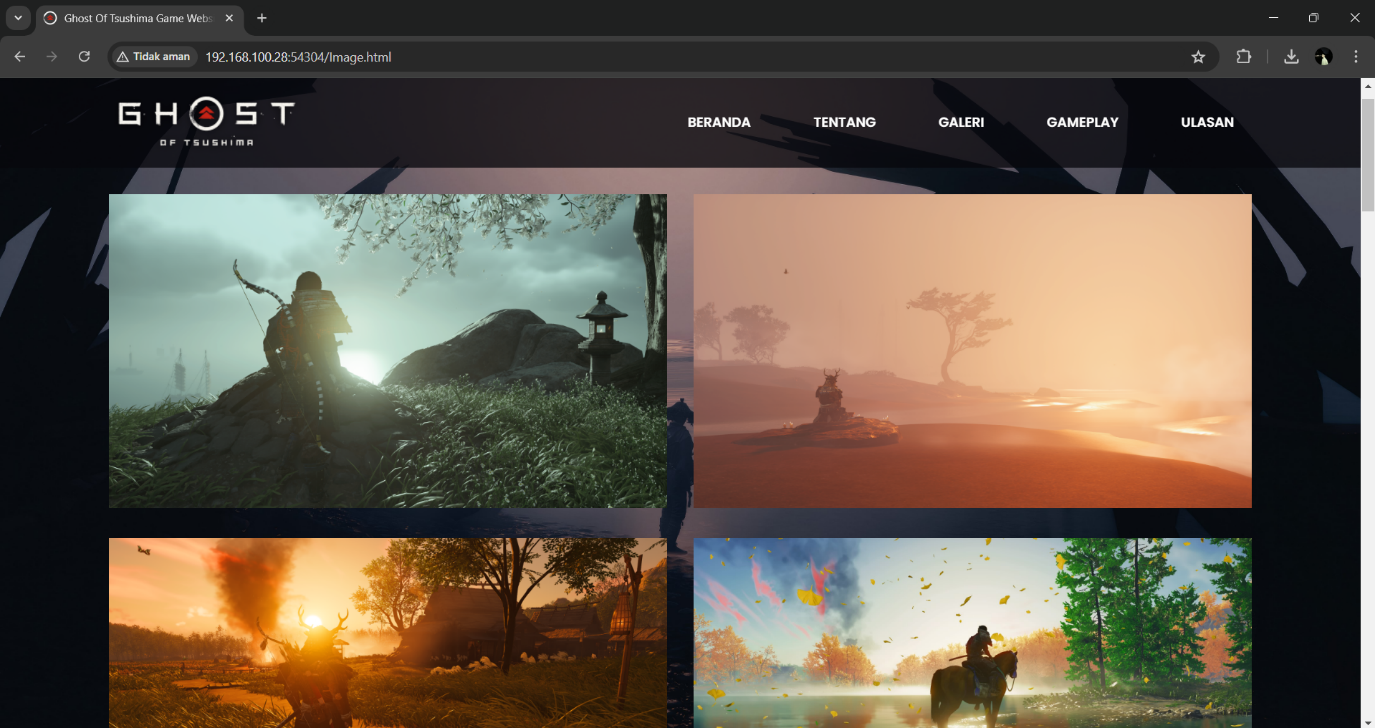 Ghost Of Tsushima Game Webs
Tidak aman
192.168.100.28:54304/Image.html
GHOST
OF TSUSHIMA
BERANDA
TENTANG
GALERI
GAMEPLAY
ULASAN